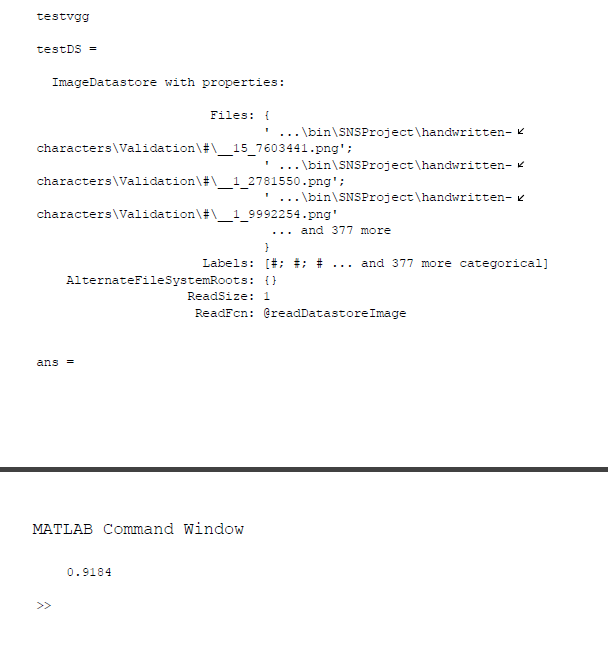 testvgg
testDS =
ImageDatastore with properties:
Files: {
' ...\bin\SNSProject\handwritten-↙
characters\Validation\#\__15_7603441.png';
' ...\bin\SNSProject\handwritten-↙
characters\Validation\#\__1_2781550.png';
' ...\bin\SNSProject\handwritten-↙
characters\Validation\#\__1_9992254.png'
... and 377 more
}
Labels: [#; #; # ... and 377 more categorical]
AlternateFileSystemRoots: {}
ReadSize: 1
ReadFcn: @readDatastoreImage
ans =
MATLAB Command Window
0.9184
>>